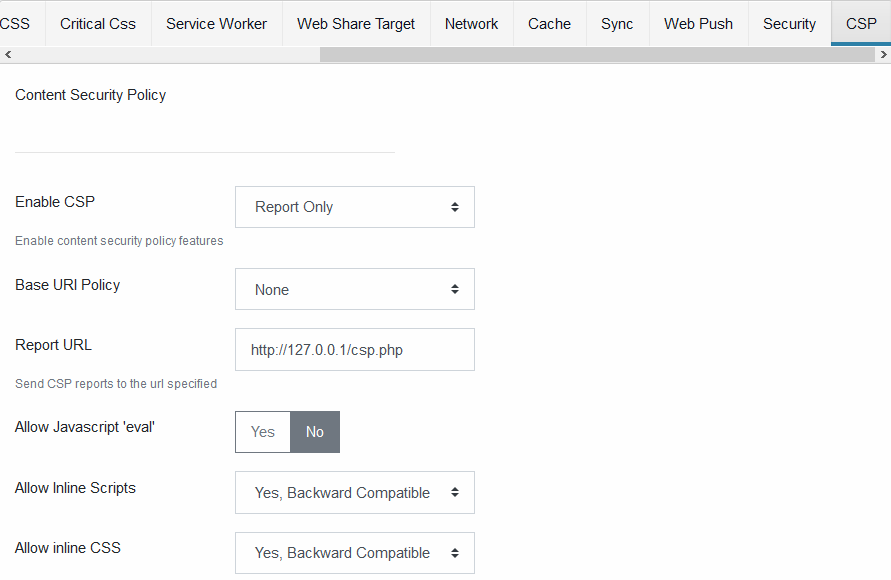 CSS Critical Css Service Worker Web Share Target Network Cache Sync Web Push Security CSP
Content Security Policy
Enable CSP Report Only
Enable content security policy features
Base URI Policy None
Report URL http://127.0.0.1/csp.php
Send CSP reports to the url specified
Allow Javascript 'eval' Yes No
Allow Inline Scripts Yes, Backward Compatible
Allow inline CSS Yes, Backward Compatible